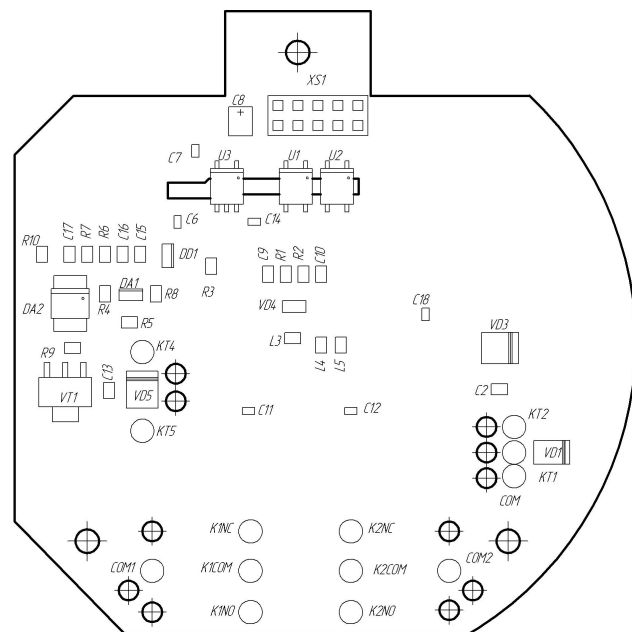 XS1
C8
C7
U3 U1 U2
C6 C14
R10 C17 R7 R6 C16 C15
DD1
R3
C9 R1 R2 C10
DA2 R4 DA1 R8
VD4
C18
R5
L3 L4 L5
VD3
R9 KT4
C13
VT1 VD5
C2
C11 C12
KT5
KT2
VD1
KT1
COM
K1NC K2NC
COM1 K1COM K2COM COM2
K1NO K2NO